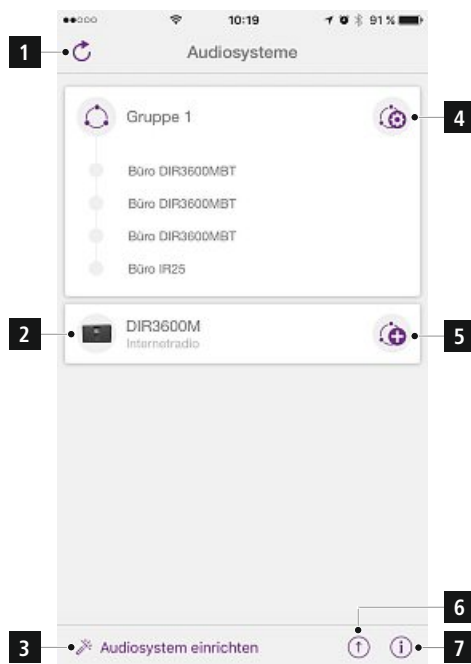 10:19
91 %
1
Audiosysteme
Gruppe 1
4
Büro DIR3600MBT
Büro DIR3600MBT
Büro DIR3600MBT
Büro IR25
2
DIR3600M
Internetradio
5
6
3
Audiosystem einrichten
7